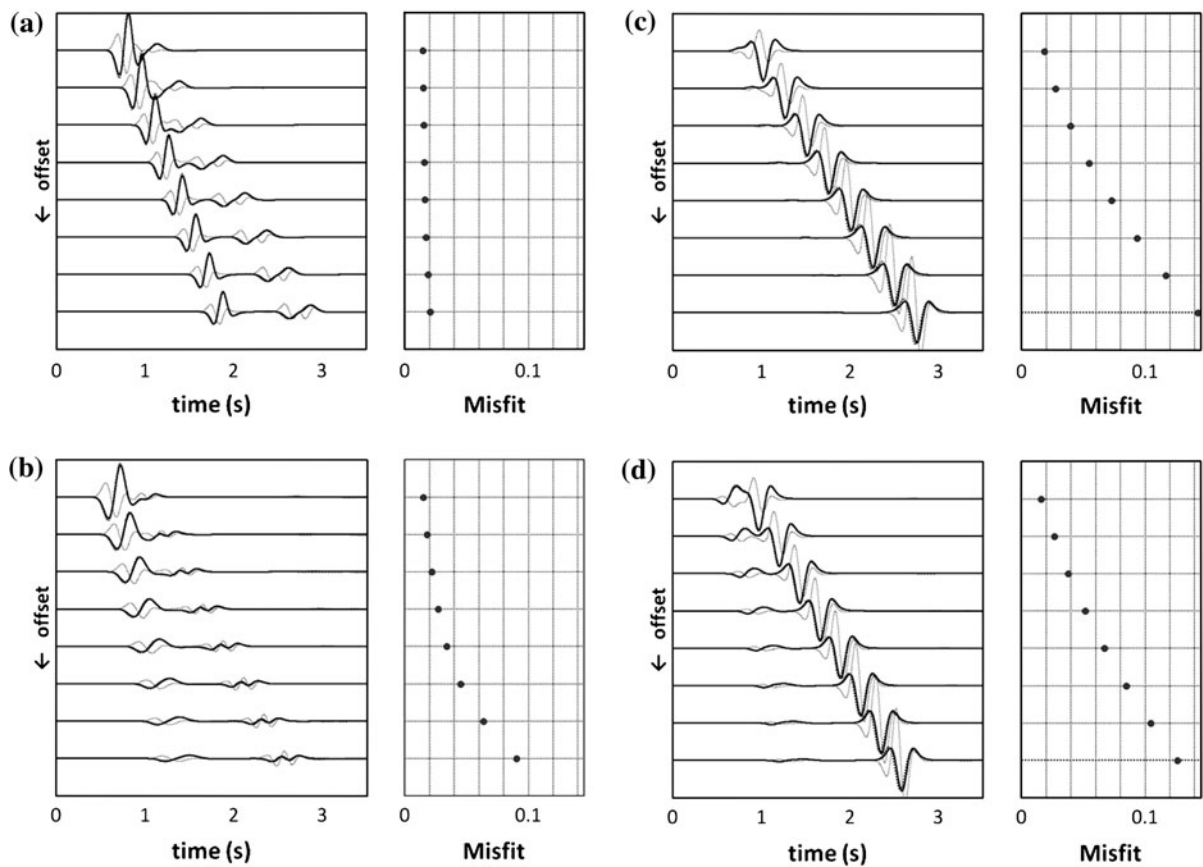 (a)
← offset
0 1 2 3
time (s)
0 0.1
Misfit
(c)
← offset
0 1 2 3
time (s)
0 0.1
Misfit
(b)
← offset
0 1 2 3
time (s)
0 0.1
Misfit
(d)
← offset
0 1 2 3
time (s)
0 0.1
Misfit